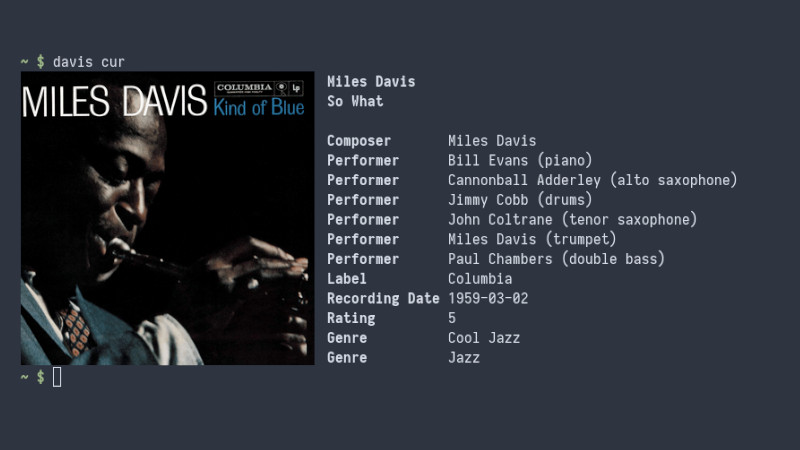 ~ $ davis cur
MILES DAVIS
COLUMBIA
Lp
Kind of Blue
Miles Davis
So What
Composer Miles Davis
Performer Bill Evans (piano)
Performer Cannonball Adderley (alto saxophone)
Performer Jimmy Cobb (drums)
Performer John Coltrane (tenor saxophone)
Performer Miles Davis (trumpet)
Performer Paul Chambers (double bass)
Label Columbia
Recording Date 1959-03-02
Rating 5
Genre Cool Jazz
Genre Jazz
~ $